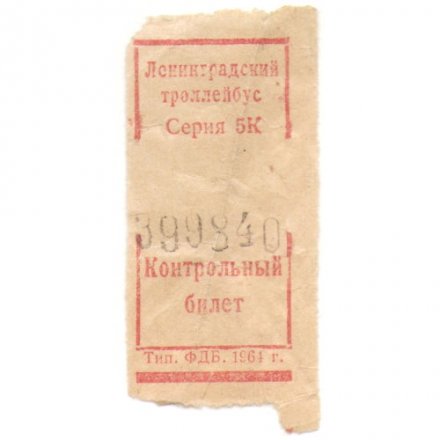 Ленинградский
троллейбус
Серия 5К
399840
Контрольный
билет
Тип. ФДБ. 1964 г.